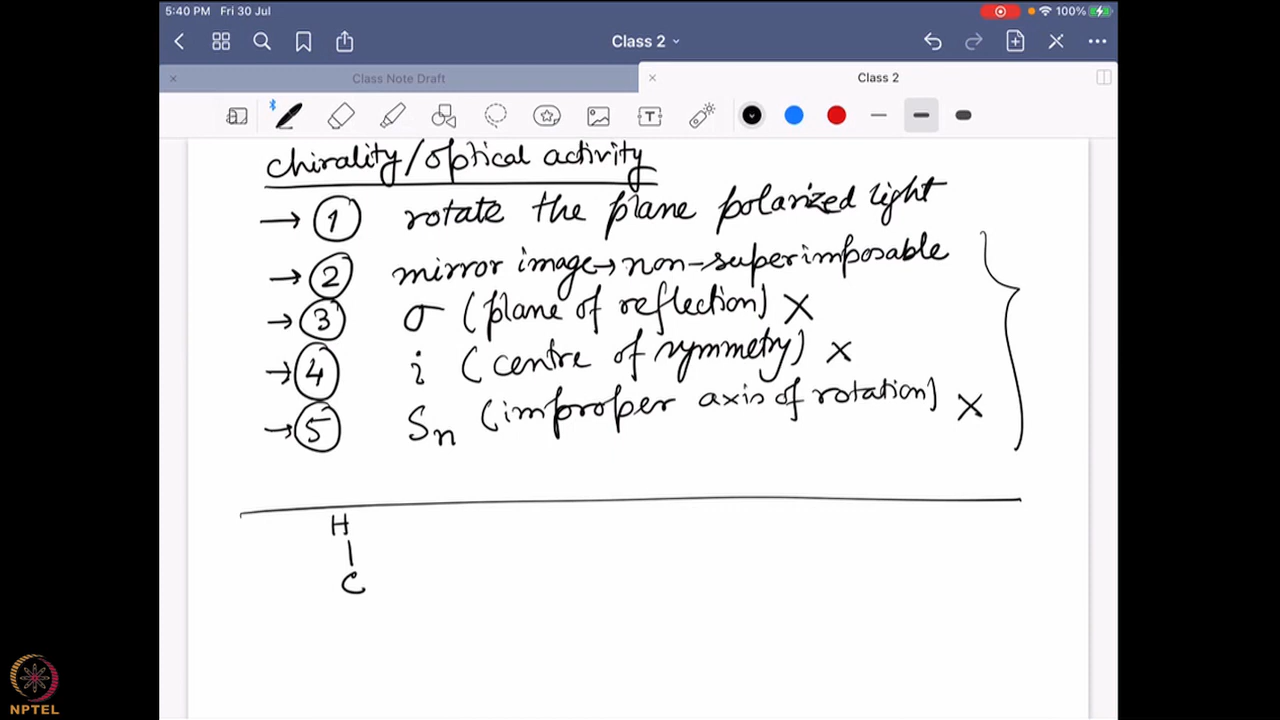 5:40 PM Fri 30 Jul
100%
Class 2
Class Note Draft
Class 2
T
chirality/optical activity
→ ① rotate the plane polarized light
→ ② mirror image→non-superimposable
→ ③ σ (plane of reflection) X
→ ④ i (centre of symmetry) X
→ ⑤ Sn (improper axis of rotation) X
H
C
NPTEL